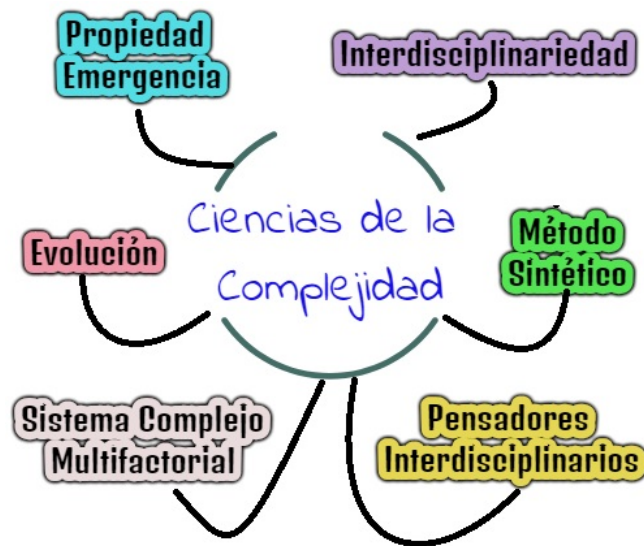 Propiedad
Emergencia
Interdisciplinariedad
Ciencias de la
Complejidad
Evolución
Método
Sintético
Sistema Complejo
Multifactorial
Pensadores
Interdisciplinarios